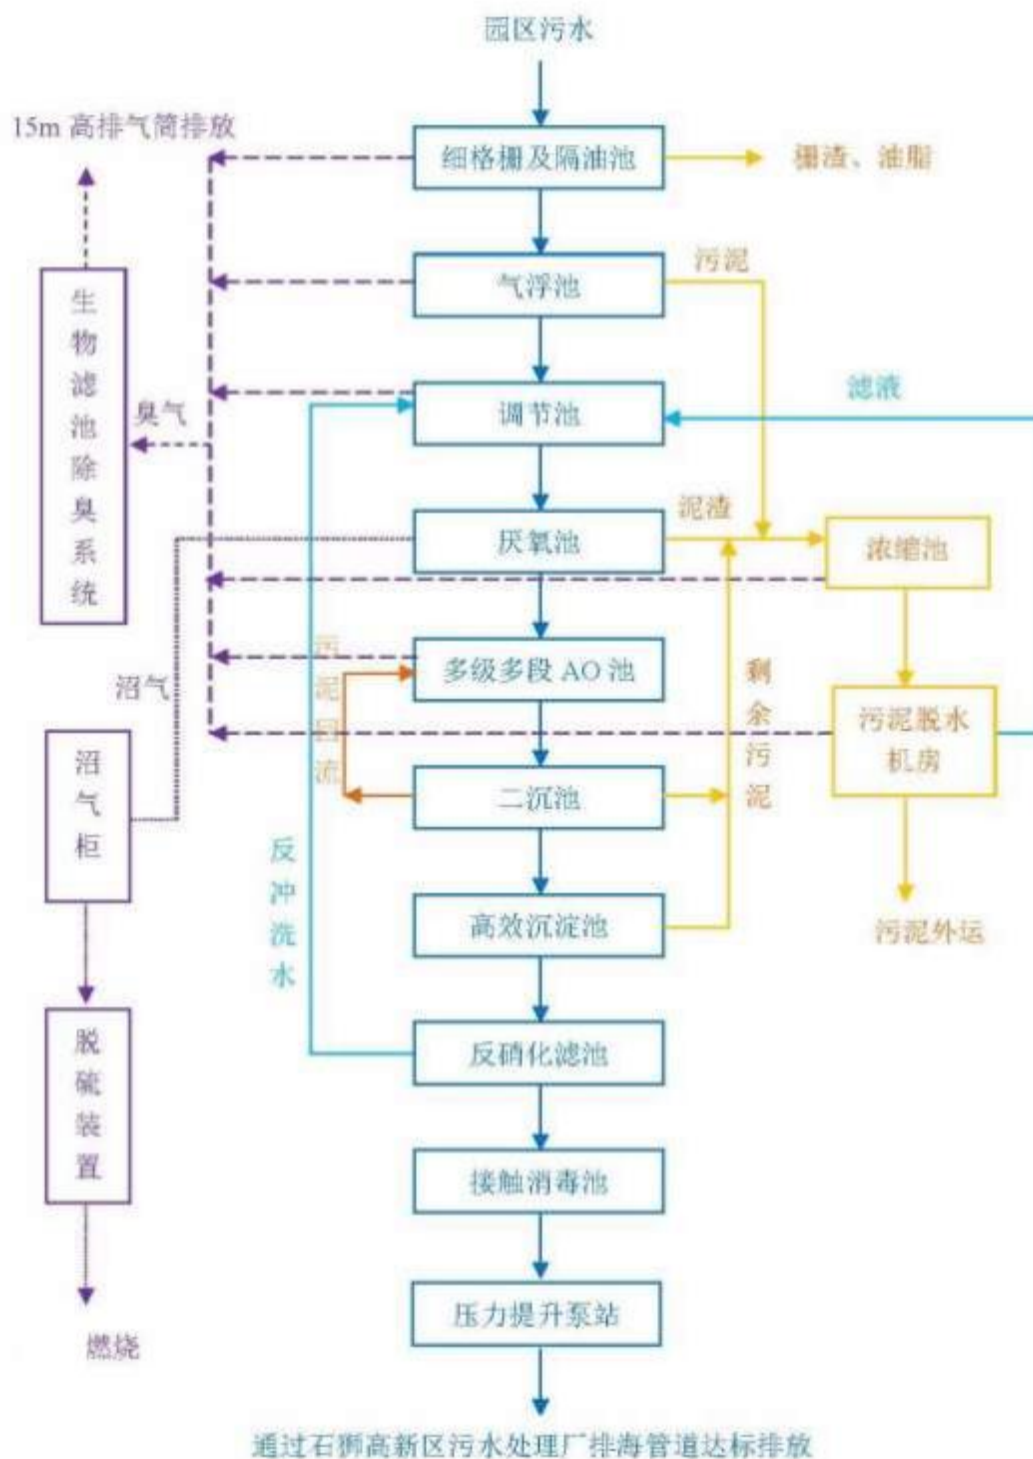 园区污水
15m 高排气筒排放
细格栅及隔油池
栅渣、油脂
气浮池
污泥
生物滤池除臭系统
臭气
调节池
滤液
厌氧池
泥渣
浓缩池
沼气
多级多段 AO 池
污泥回流
剩余污泥
污泥脱水
机房
沼气柜
二沉池
反冲洗水
高效沉淀池
污泥外运
脱硫装置
反硝化滤池
接触消毒池
压力提升泵站
燃烧
通过石狮高新区污水处理厂排海管道达标排放